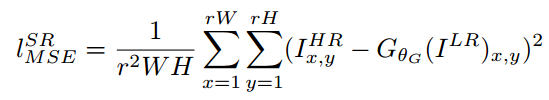 $l^{SR}_{MSE} = \frac{1}{r^2WH} \sum_{x=1}^{rW} \sum_{y=1}^{rH} (I^{HR}_{x,y} - G_{\theta_G}(I^{LR})_{x,y})^2$